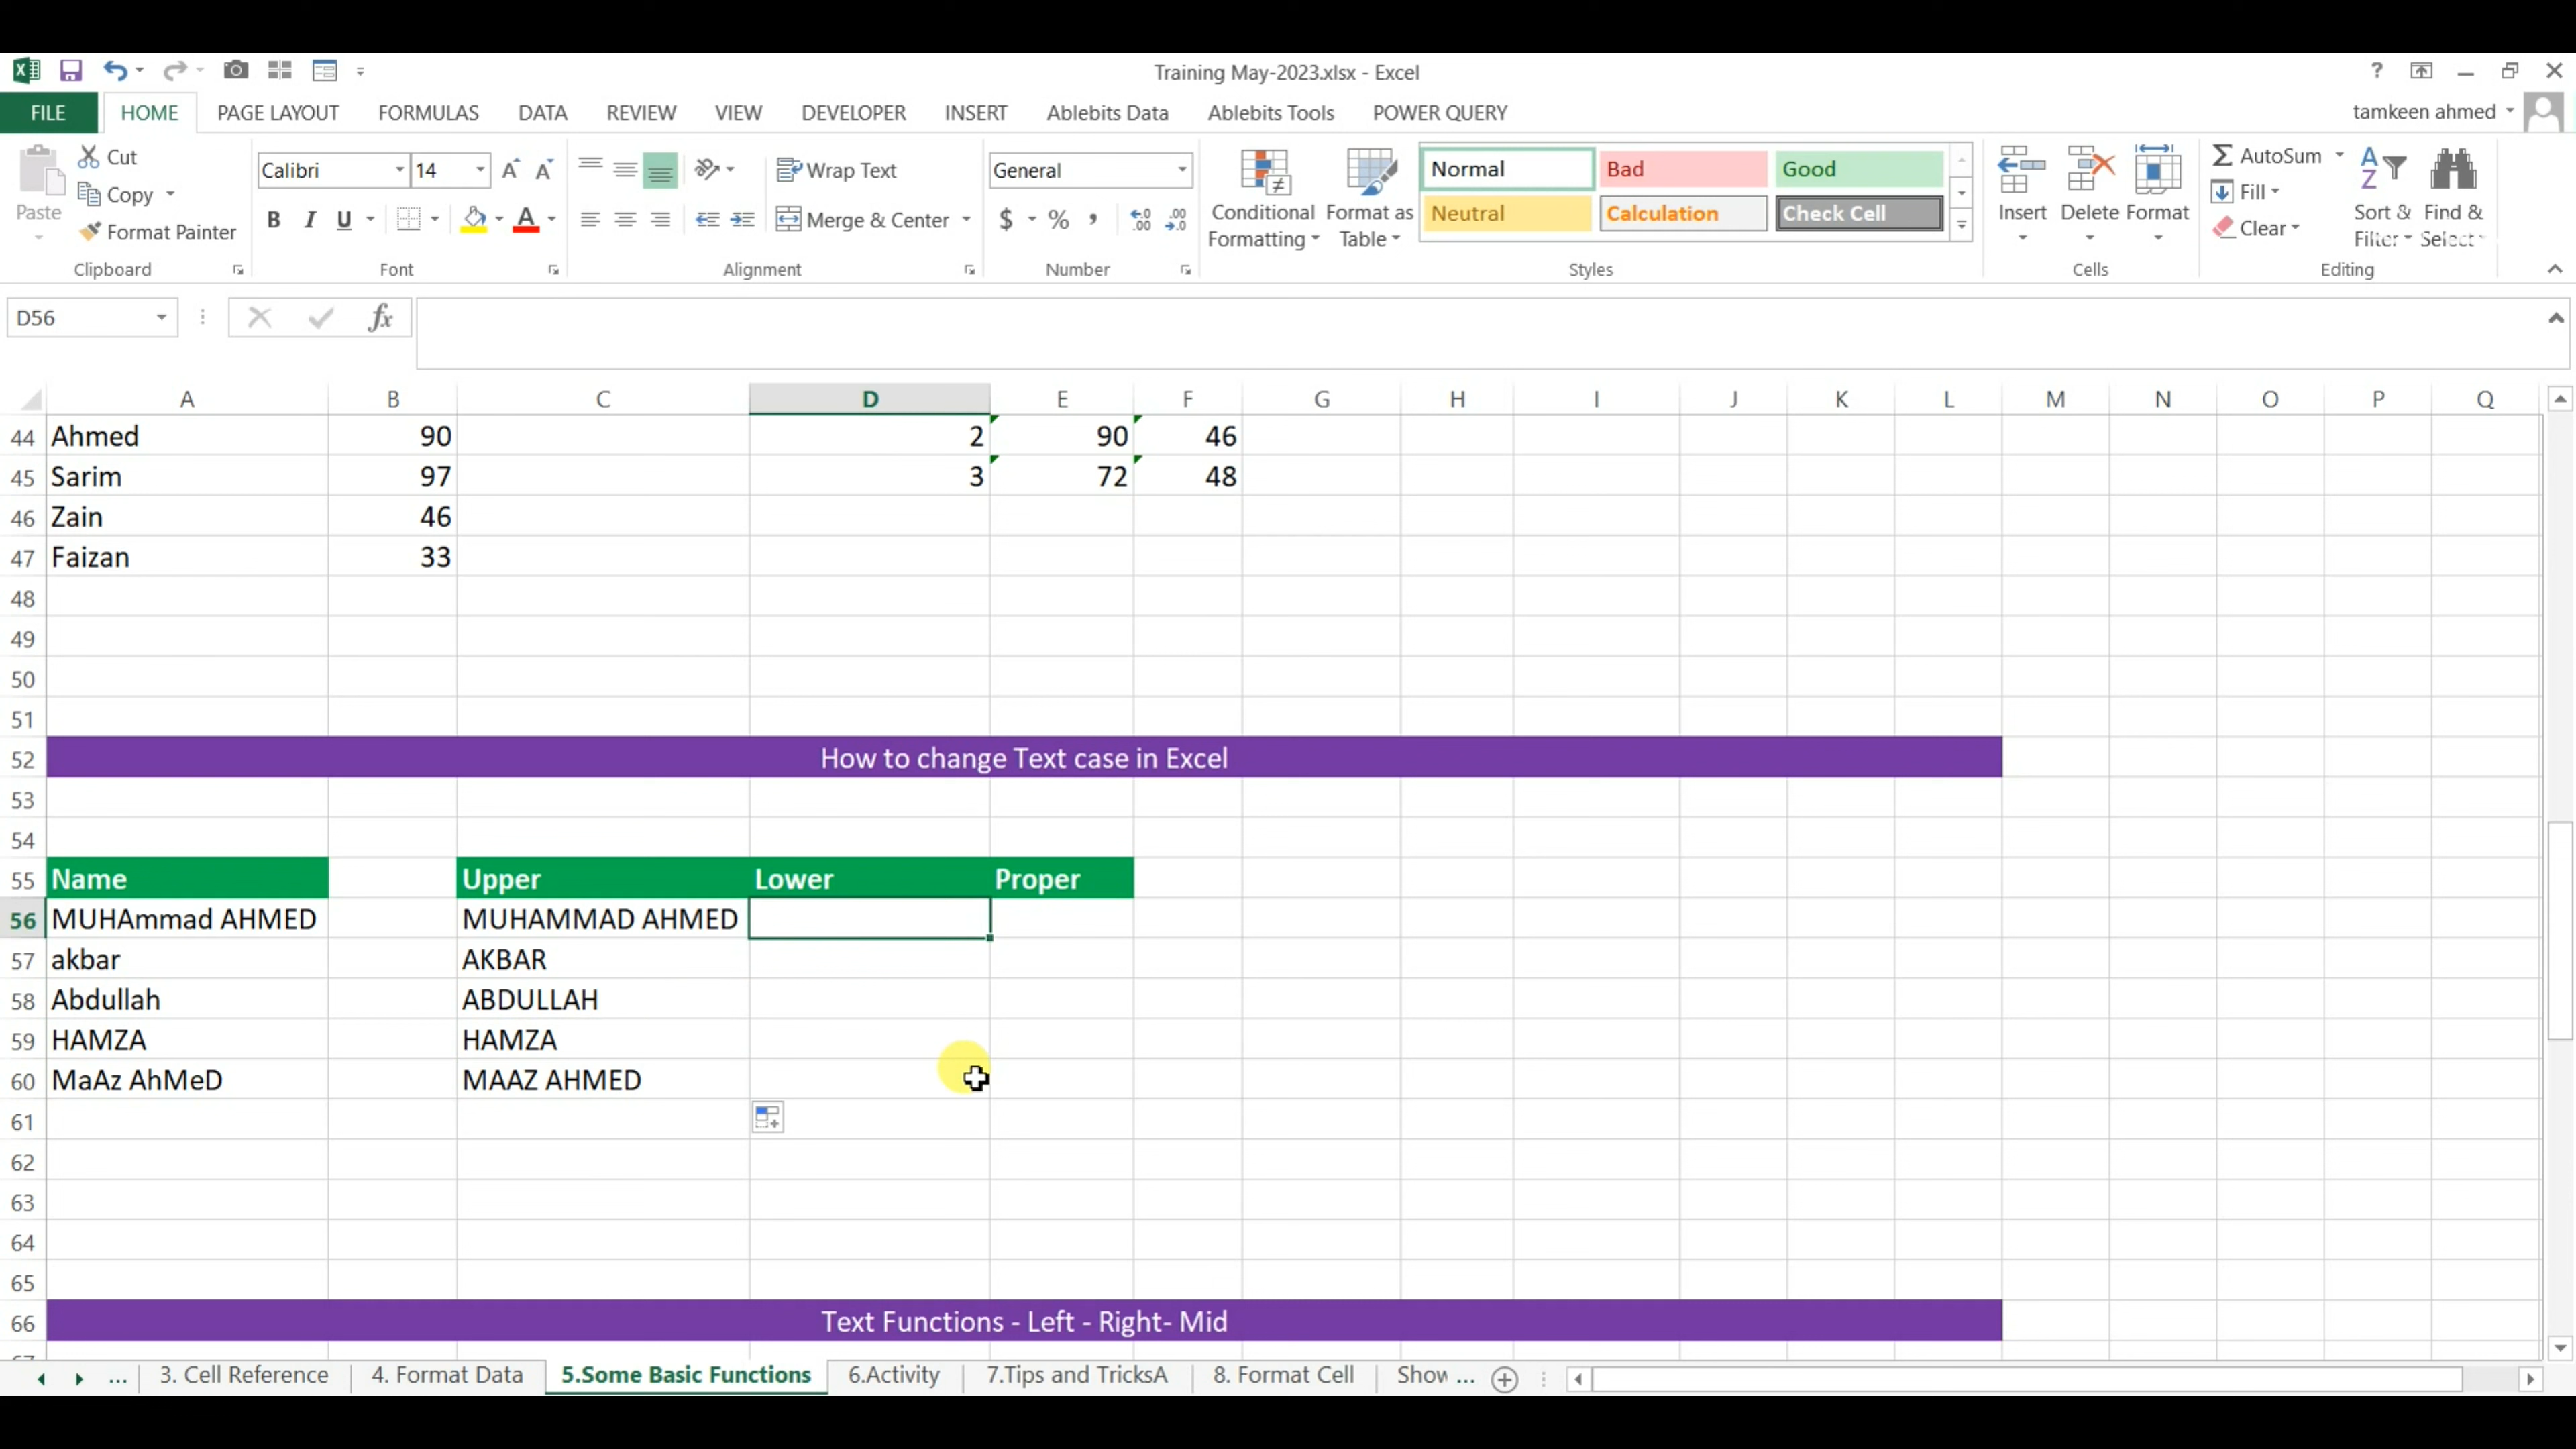 Training May-2023.xlsx - Excel
FILE HOME PAGE LAYOUT FORMULAS DATA REVIEW VIEW DEVELOPER INSERT Ablebits Data Ablebits Tools POWER QUERY tamkeen ahmed
Paste Cut Copy Format Painter
Clipboard
Calibri 14
B I U A
Font
Wrap Text
Merge & Center
Alignment
General
$ % ,
Number
Conditional Formatting
Format as Table
Normal Bad Good
Neutral Calculation Check Cell
Styles
Insert Delete Format
Cells
AutoSum
Fill
Clear
Sort & Filter
Find & Select
Editing
D56 fx
A B C D E F G H I J K L M N O P Q
44 Ahmed 90 2 90 46
45 Sarim 97 3 72 48
46 Zain 46
47 Faizan 33
48
49
50
51
52 How to change Text case in Excel
53
54
55 Name Upper Lower Proper
56 MUHAmmad AHMED MUHAMMAD AHMED
57 akbar AKBAR
58 Abdullah ABDULLAH
59 HAMZA HAMZA
60 MaAz AhMeD MAAZ AHMED
61
62
63
64
65
66 Text Functions - Left - Right- Mid
... 3. Cell Reference 4. Format Data 5.Some Basic Functions 6.Activity 7.Tips and TricksA 8. Format Cell Show ...